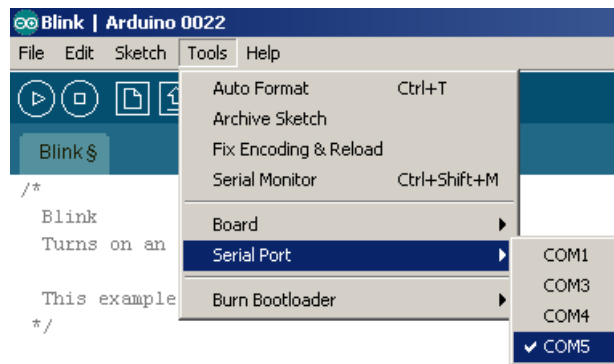 Blink | Arduino 0022
File Edit Sketch Tools Help
Auto Format Ctrl+T
Archive Sketch
Fix Encoding & Reload
Serial Monitor Ctrl+Shift+M
Board
Serial Port
Burn Bootloader
COM1
COM3
COM4
COM5
Blink§
/*
Blink
Turns on an
This example
*/